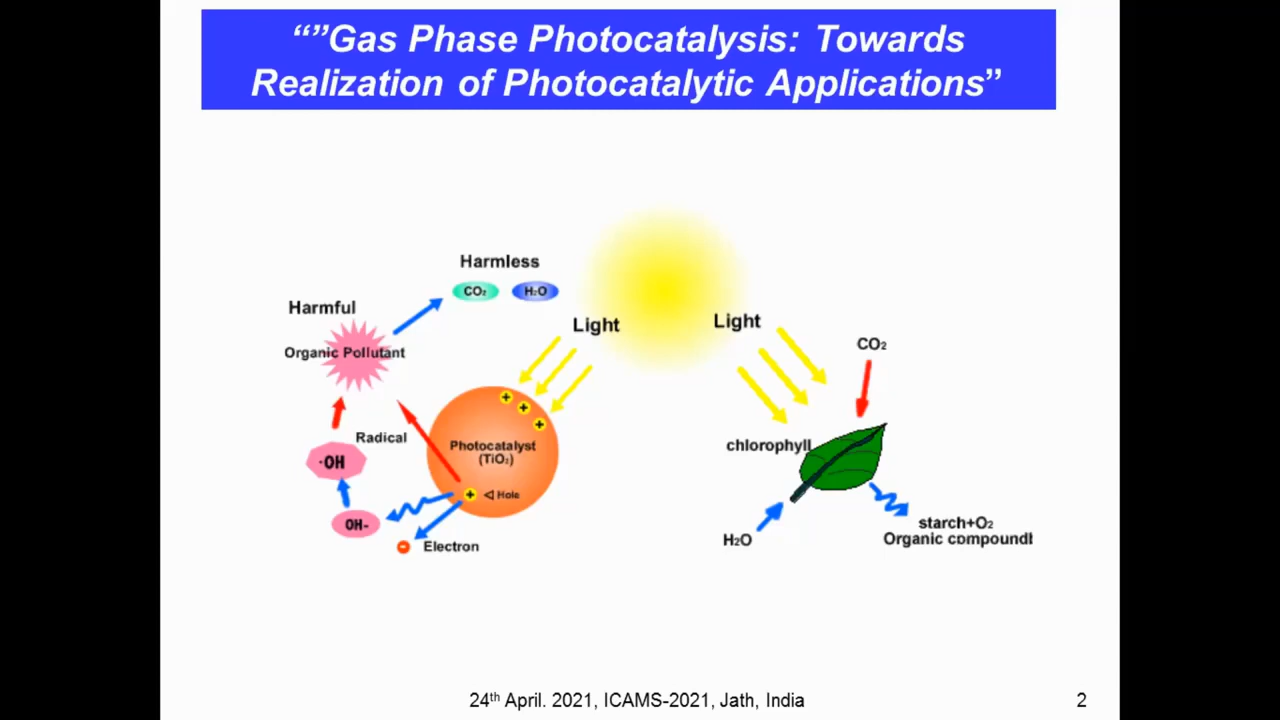 “”Gas Phase Photocatalysis: Towards
Realization of Photocatalytic Applications”
Harmless
CO₂ H₂O
Harmful
Organic Pollutant
Light
Light
CO₂
Radical
·OH
OH-
Photocatalyst
(TiO₂)
+ + +
+ ◁ Hole
- Electron
chlorophyll
H₂O
starch+O₂
Organic compound
24th April. 2021, ICAMS-2021, Jath, India
2